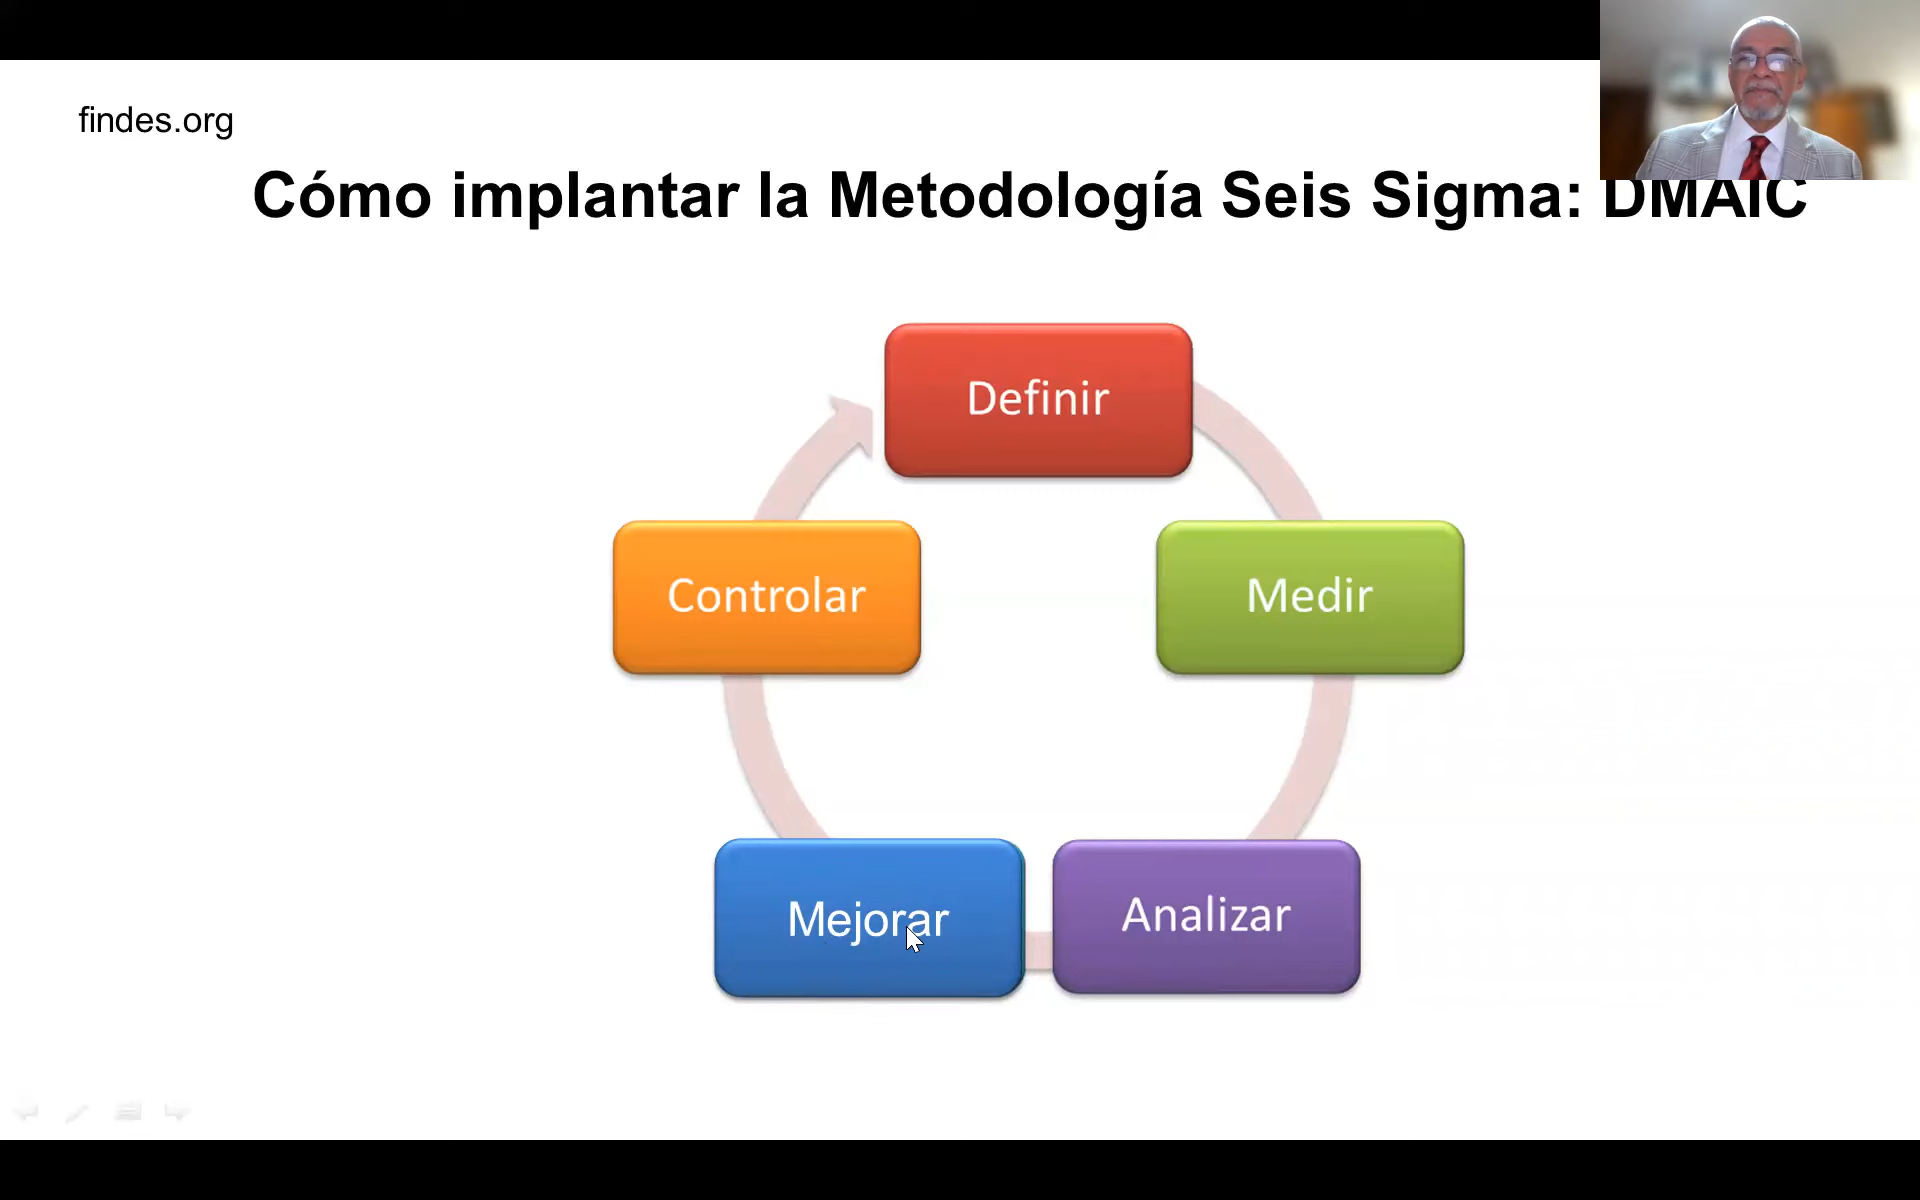 findes.org
Cómo implantar la Metodología Seis Sigma: DMAIC
Definir
Controlar
Medir
Mejorar
Analizar